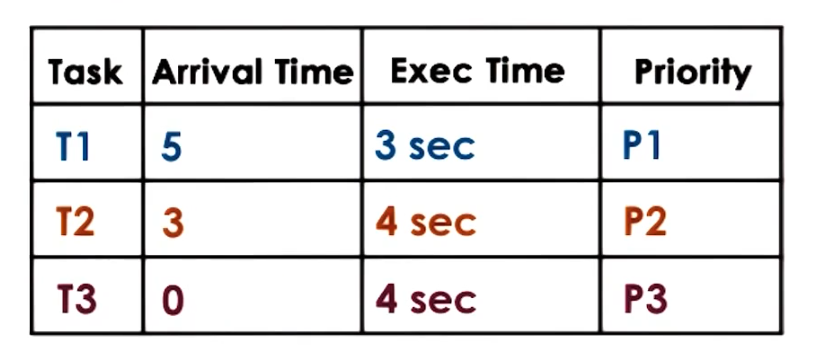 Task Arrival Time Exec Time Priority
T1 5 3 sec P1
T2 3 4 sec P2
T3 0 4 sec P3